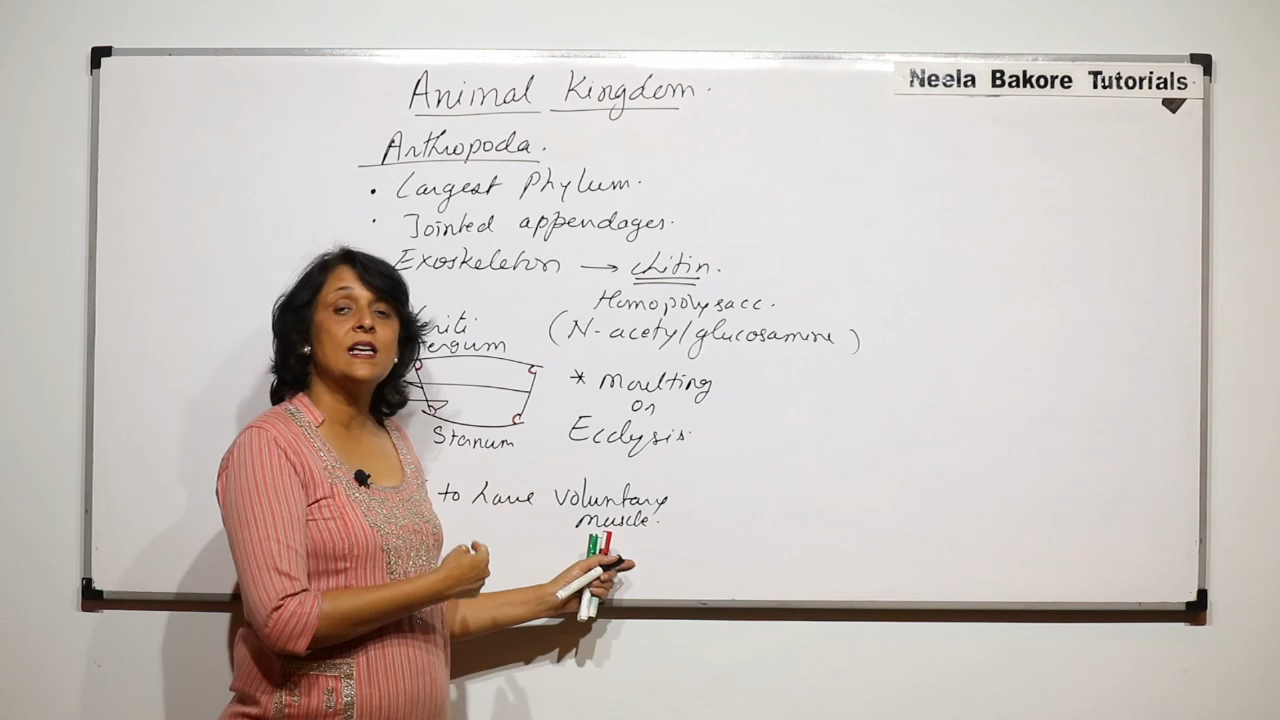 Neela Bakore Tutorials
Animal Kingdom.
Arthropoda.
• Largest Phylum.
• Jointed appendages.
Exoskeleton → chitin.
Homopolysacc.
(N-acetylglucosamine)
* Moulting
or
Ecdysis.
Sternum
to have voluntary
muscle.